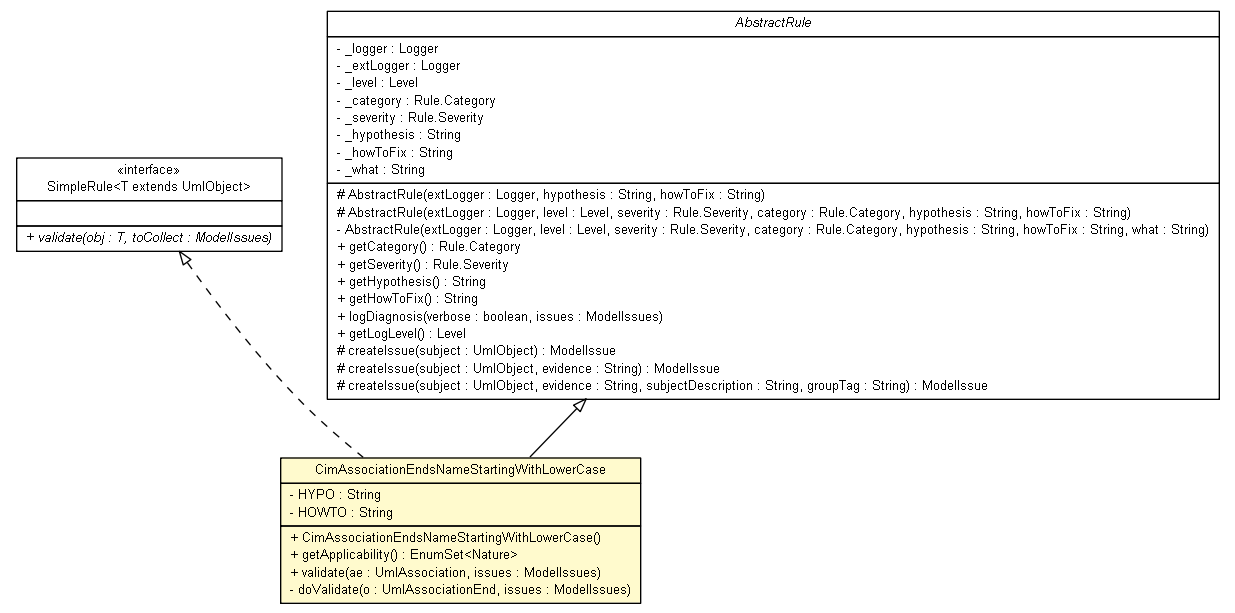 AbstractRule
- _logger : Logger
- _extLogger : Logger
- _level : Level
- _category : Rule.Category
- _severity : Rule.Severity
- _hypothesis : String
- _howToFix : String
- _what : String
# AbstractRule(extLogger : Logger, hypothesis : String, howToFix : String)
# AbstractRule(extLogger : Logger, level : Level, severity : Rule.Severity, category : Rule.Category, hypothesis : String, howToFix : String)
- AbstractRule(extLogger : Logger, level : Level, severity : Rule.Severity, category : Rule.Category, hypothesis : String, howToFix : String, what : String)
+ getCategory() : Rule.Category
+ getSeverity() : Rule.Severity
+ getHypothesis() : String
+ getHowToFix() : String
+ logDiagnosis(verbose : boolean, issues : ModelIssues)
+ getLogLevel() : Level
# createIssue(subject : UmlObject) : ModelIssue
# createIssue(subject : UmlObject, evidence : String) : ModelIssue
# createIssue(subject : UmlObject, evidence : String, subjectDescription : String, groupTag : String) : ModelIssue
«interface»
SimpleRule<T extends UmlObject>
+ validate(obj : T, toCollect : ModelIssues)
CimAssociationEndsNameStartingWithLowerCase
- HYPO : String
- HOWTO : String
+ CimAssociationEndsNameStartingWithLowerCase()
+ getApplicability() : EnumSet<Nature>
+ validate(ae : UmlAssociation, issues : ModelIssues)
- doValidate(o : UmlAssociationEnd, issues : ModelIssues)